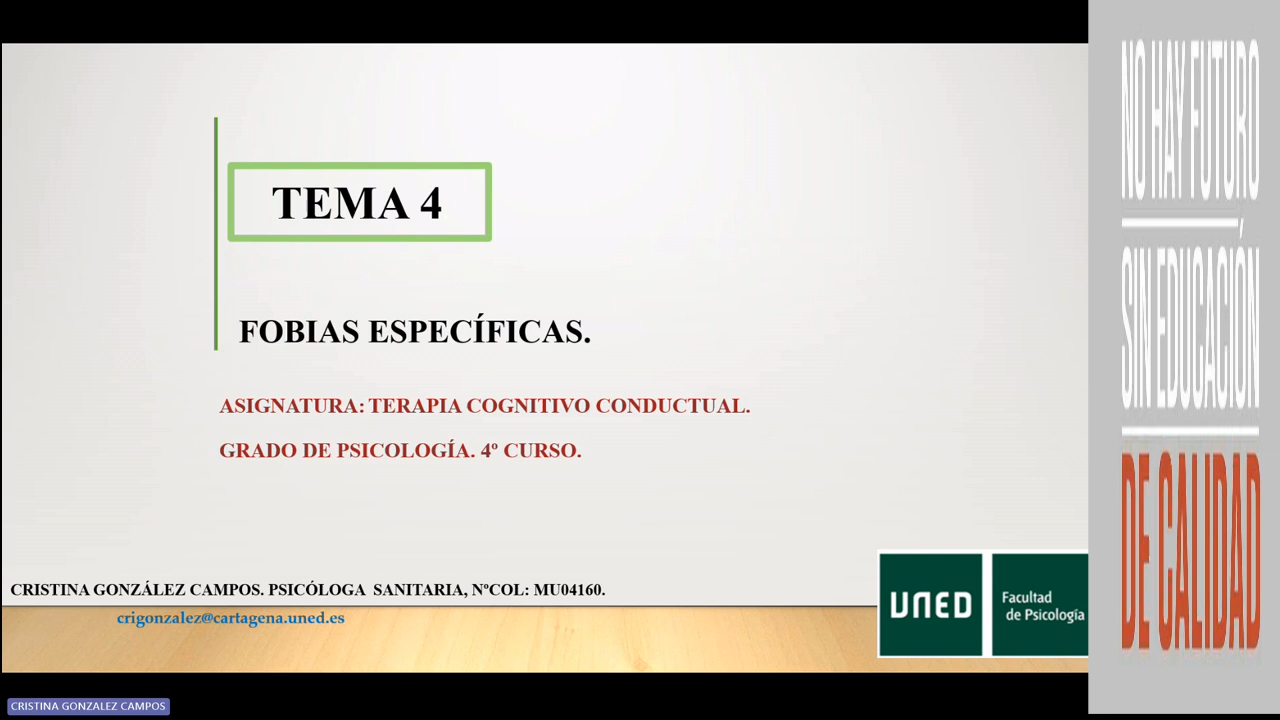 TEMA 4
FOBIAS ESPECÍFICAS.
ASIGNATURA: TERAPIA COGNITIVO CONDUCTUAL.
GRADO DE PSICOLOGÍA. 4º CURSO.
CRISTINA GONZÁLEZ CAMPOS. PSICÓLOGA SANITARIA, NºCOL: MU04160.
crigonzalez@cartagena.uned.es
UNED
Facultad
de Psicología
CRISTINA GONZALEZ CAMPOS
NO HAY FUTURO
SIN EDUCACIÓN
DE CALIDAD